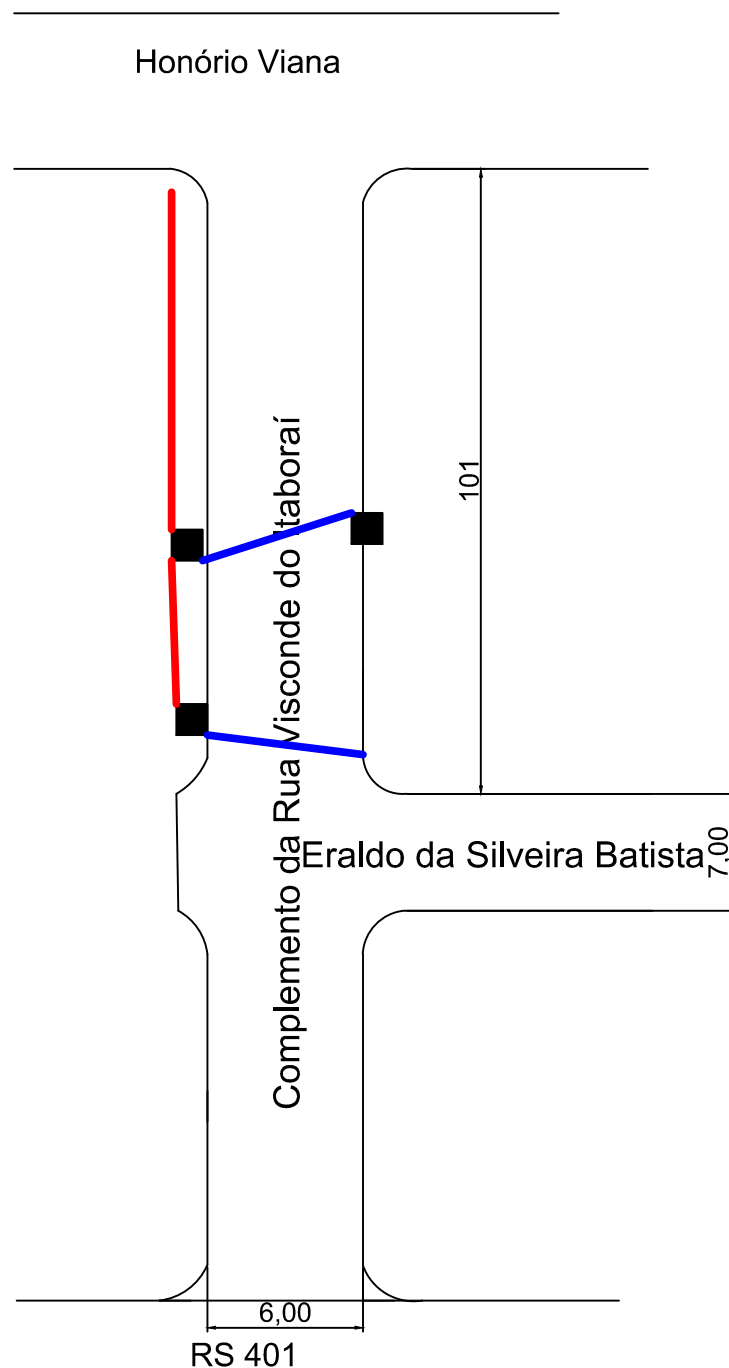 Honório Viana
101
Complemento da Rua Visconde do Itaboraí
Eraldo da Silveira Batista
7,00
6,00
RS 401